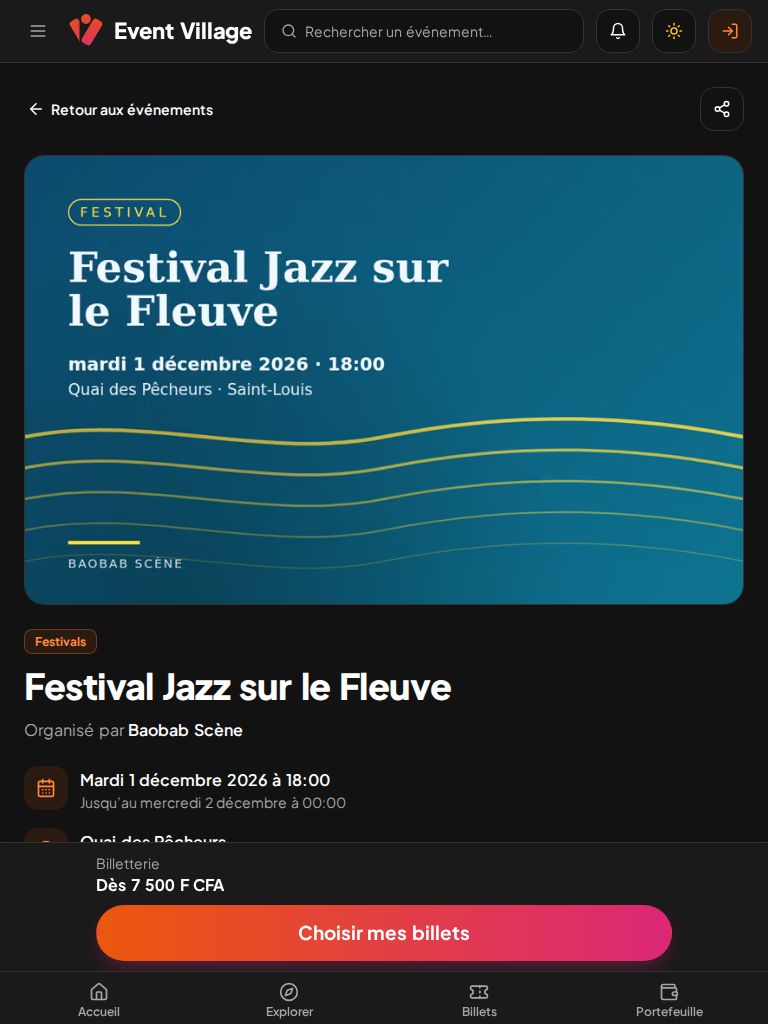 Event Village
Rechercher un événement…
Retour aux événements
FESTIVAL
Festival Jazz sur
le Fleuve
mardi 1 décembre 2026 · 18:00
Quai des Pêcheurs · Saint-Louis
BAOBAB SCÈNE
Festivals
Festival Jazz sur le Fleuve
Organisé par Baobab Scène
Mardi 1 décembre 2026 à 18:00
Jusqu'au mercredi 2 décembre à 00:00
Quai des Pêcheurs
Billetterie
Dès 7 500 F CFA
Choisir mes billets
Accueil
Explorer
Billets
Portefeuille